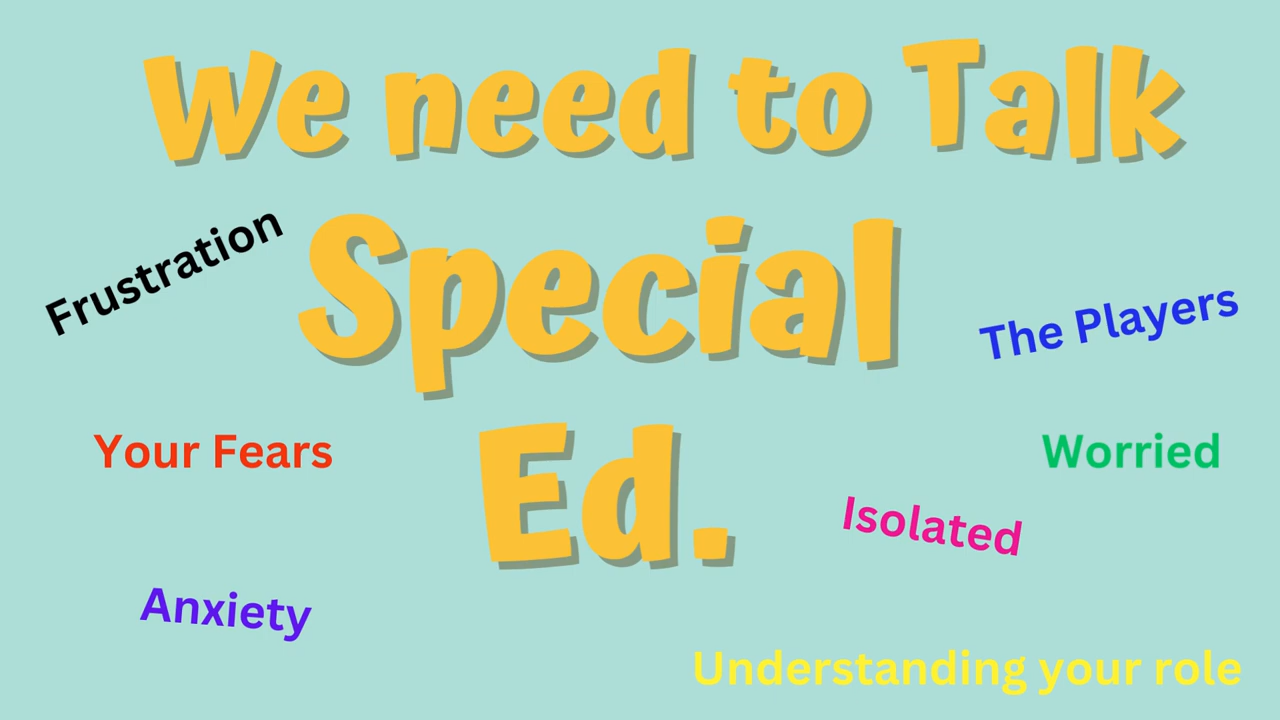 We need to Talk
Frustration
Special
The Players
Your Fears
Ed.
Worried
Isolated
Anxiety
Understanding your role